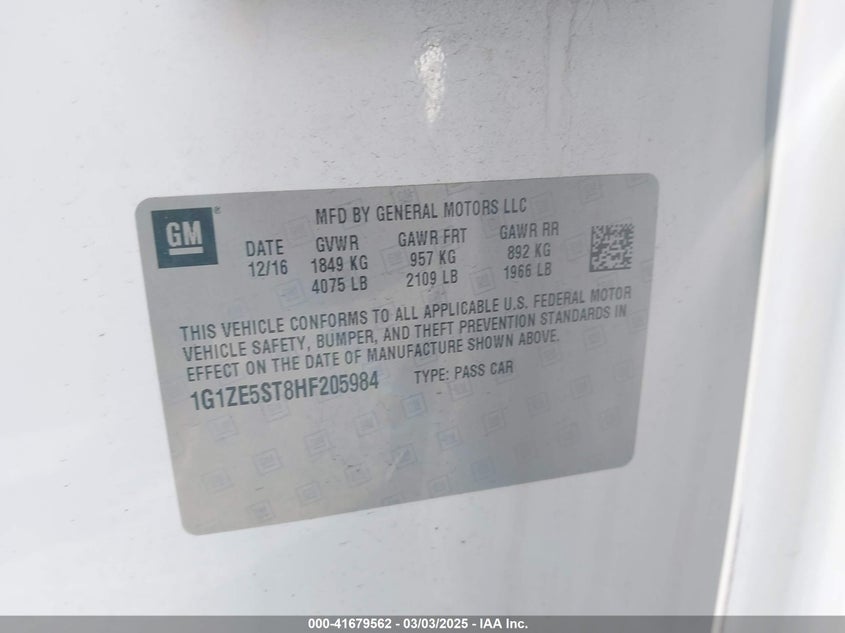 GM®
MFD BY GENERAL MOTORS LLC
DATE GVWR GAWR FRT GAWR RR
12/16 1849 KG 957 KG 892 KG
4075 LB 2109 LB 1966 LB
THIS VEHICLE CONFORMS TO ALL APPLICABLE U.S. FEDERAL MOTOR
VEHICLE SAFETY, BUMPER, AND THEFT PREVENTION STANDARDS IN
EFFECT ON THE DATE OF MANUFACTURE SHOWN ABOVE.
1G1ZE5ST8HF205984 TYPE: PASS CAR
000-41679562 - 03/03/2025 - IAA Inc.